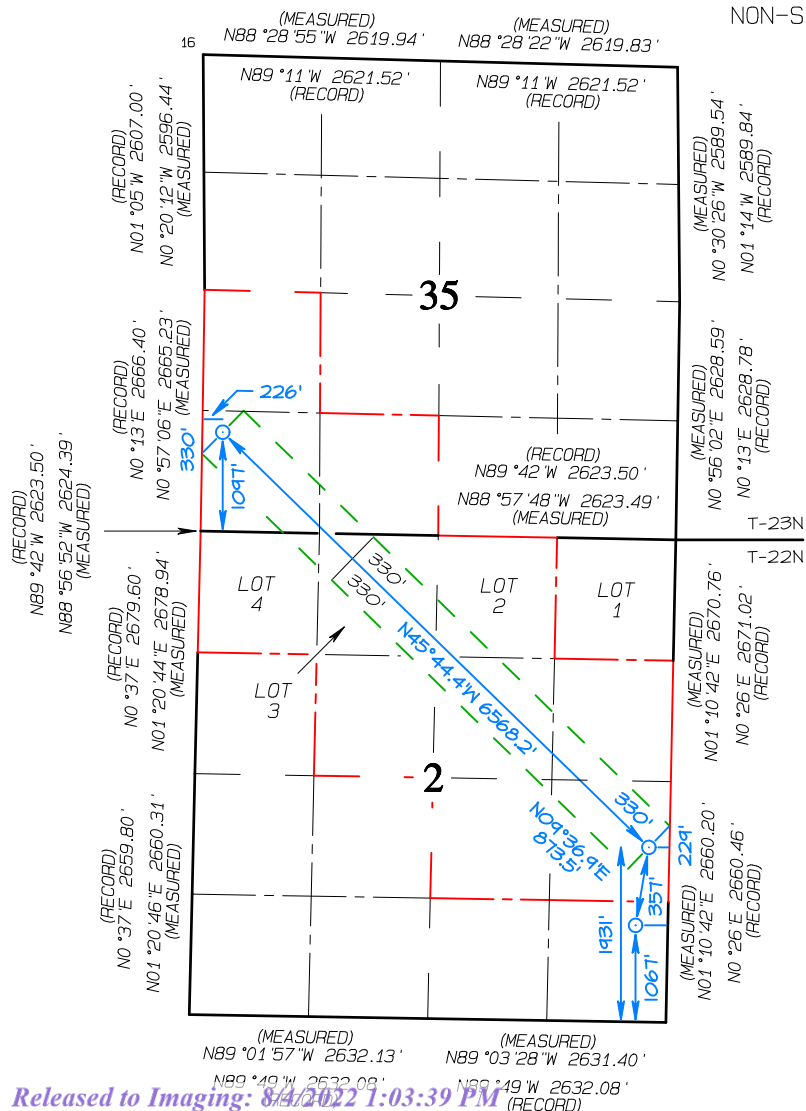 NON-S
(MEASURED)
N88°28'55"W 2619.94'
(MEASURED)
N88°28'22"W 2619.83'
16
N89°11'W 2621.52'
(RECORD)
N89°11'W 2621.52'
(RECORD)
(RECORD)
N01°05'W 2607.00'
N0°20'12"W 2596.44'
(MEASURED)
(MEASURED)
N0°30'26"W 2589.54'
N01°14'W 2589.84'
(RECORD)
35
(RECORD)
N0°13'E 2666.40'
N0°57'06"E 2665.23'
(MEASURED)
226'
330'
1097'
(MEASURED)
N0°56'02"E 2628.59'
N0°13'E 2628.78'
(RECORD)
(RECORD)
N89°42'W 2623.50'
N88°57'48"W 2623.49'
(MEASURED)
(RECORD)
N89°42'W 2623.50'
N88°56'52"W 2624.39'
(MEASURED)
T-23N
T-22N
330'
330'
LOT
4
LOT
2
LOT
1
LOT
3
(RECORD)
N0°37'E 2679.60'
N01°20'44"E 2678.94'
(MEASURED)
N45°44.4'W 6568.2'
(MEASURED)
N01°10'42"E 2670.76'
N0°26'E 2671.02'
(RECORD)
2
330'
N09°36.9'E
873.5'
229'
357'
1931'
1067'
(RECORD)
N0°37'E 2659.80'
N01°20'46"E 2660.31'
(MEASURED)
(MEASURED)
N01°10'42"E 2660.20'
N0°26'E 2660.46'
(RECORD)
(MEASURED)
N89°01'57"W 2632.13'
N89°49'W 2632.08'
(RECORD)
(MEASURED)
N89°03'28"W 2631.40'
N89°49'W 2632.08'
(RECORD)
Released to Imaging: 8/4/2022 1:03:39 PM